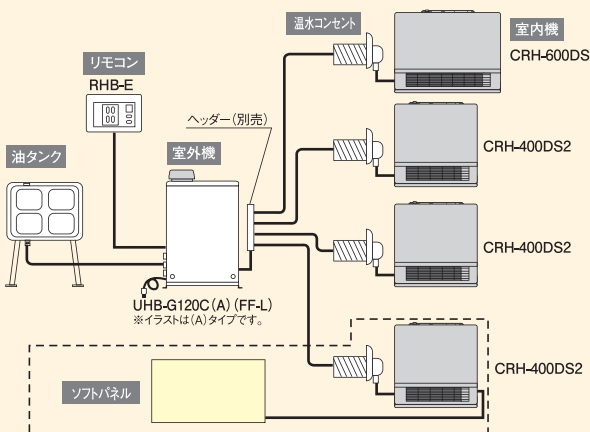 温水コンセント
室内機
CRH-600DS
リモコン
RHB-E
ヘッダー(別売)
油タンク
室外機
CRH-400DS2
CRH-400DS2
UHB-G120C(A)(FF-L)
※イラストは(A)タイプです。
CRH-400DS2
ソフトパネル